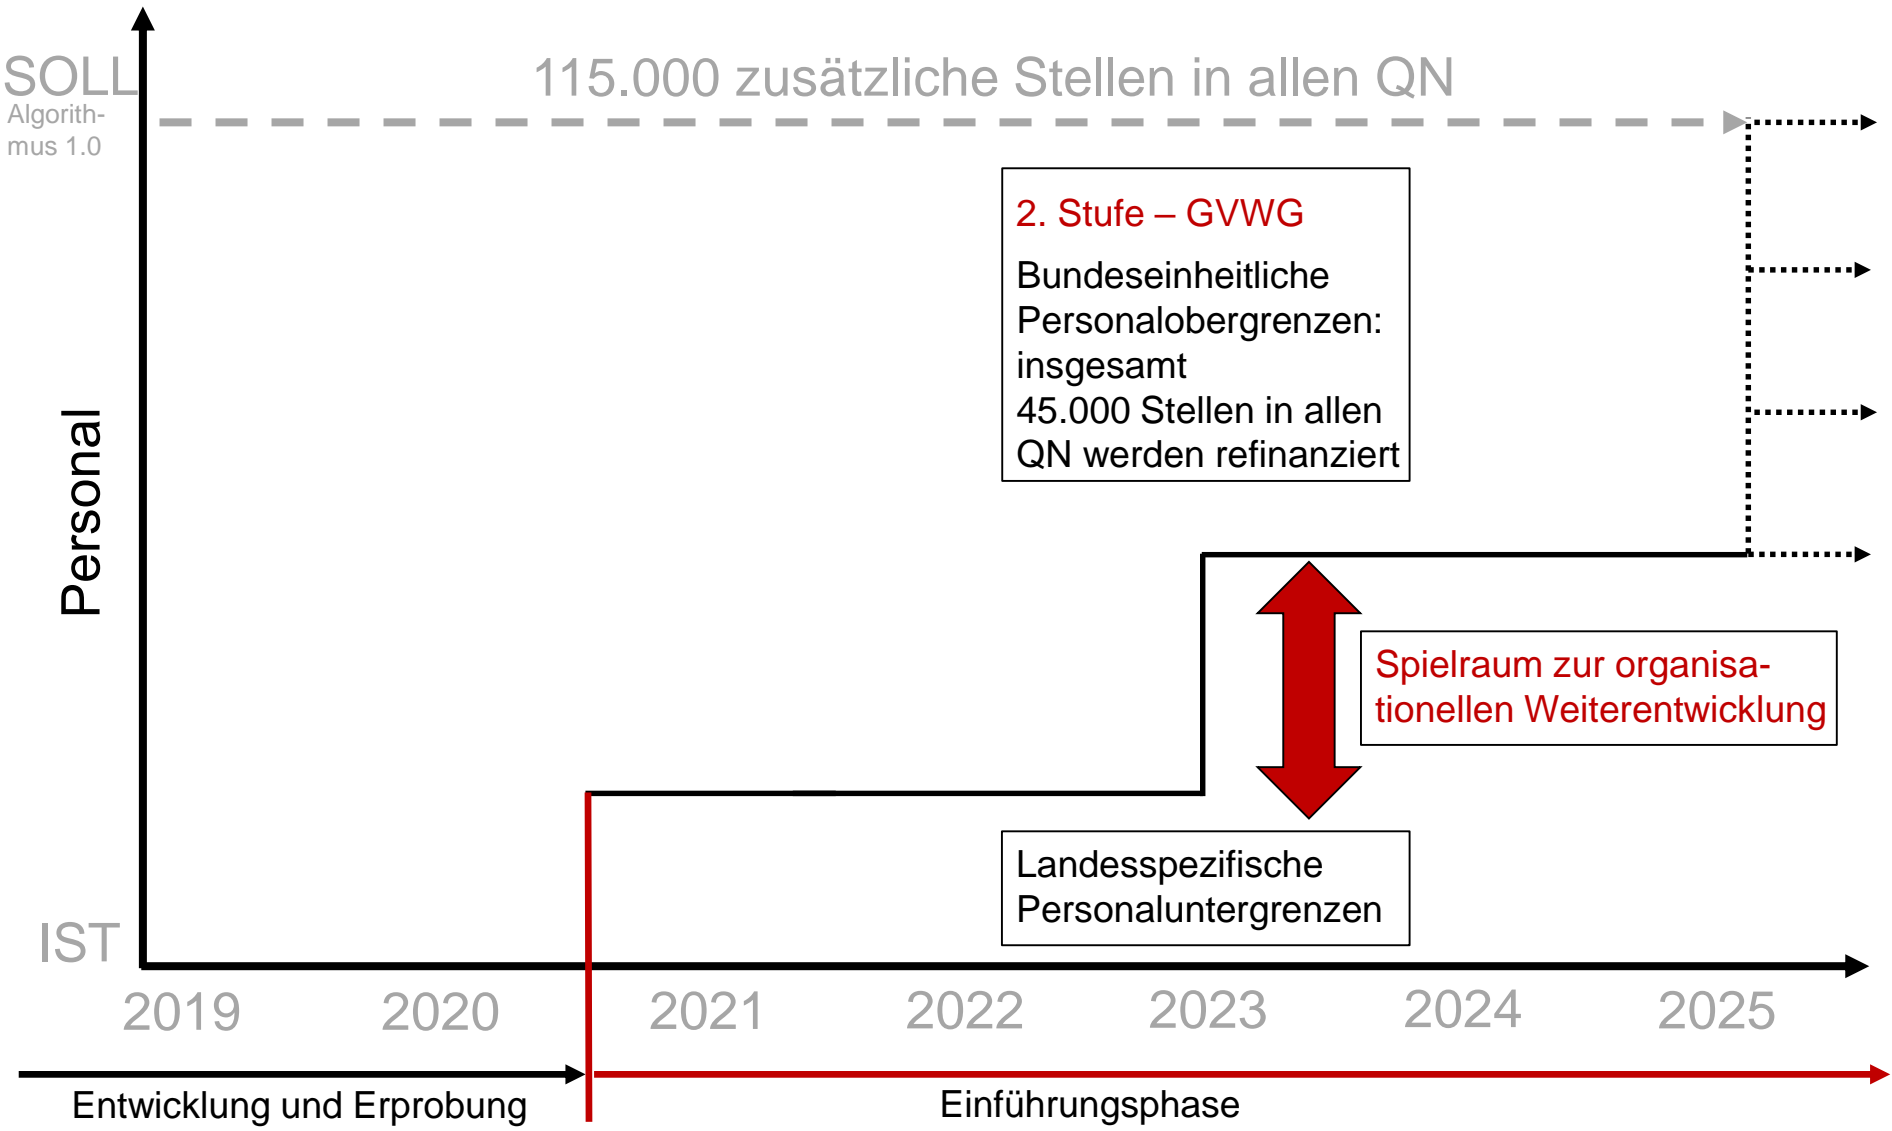 SOLL
Algorith-
mus 1.0
115.000 zusätzliche Stellen in allen QN
2. Stufe – GVWG
Bundeseinheitliche
Personalobergrenzen:
insgesamt
45.000 Stellen in allen
QN werden refinanziert
Personal
Spielraum zur organisa-
tionellen Weiterentwicklung
Landesspezifische
Personaluntergrenzen
IST
2019 2020 2021 2022 2023 2024 2025
Entwicklung und Erprobung
Einführungsphase